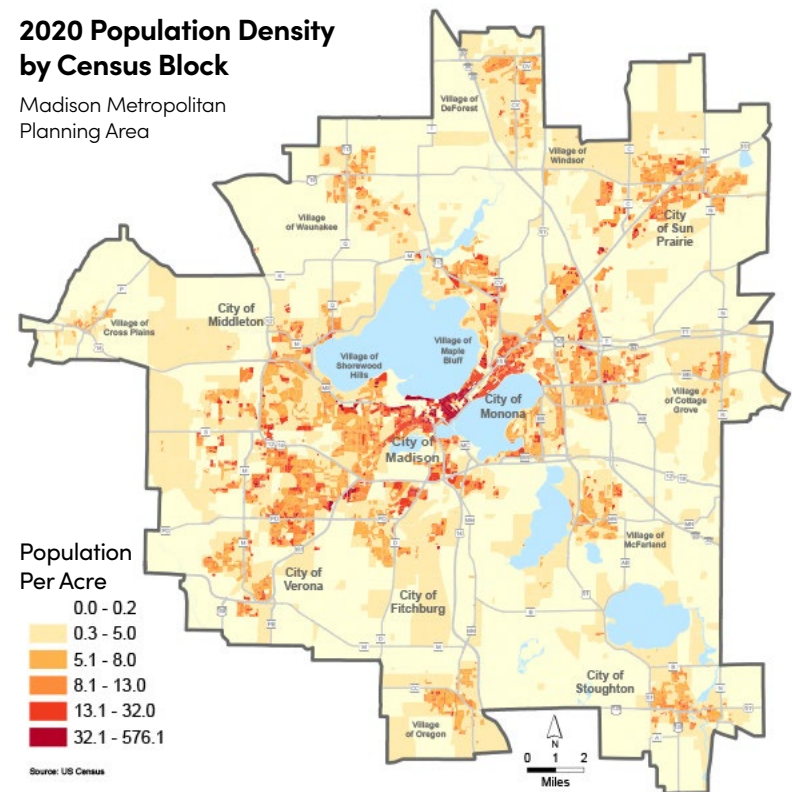 2020 Population Density
by Census Block
Madison Metropolitan
Planning Area
Village of
DeForest
Village of
Windsor
City
of Sun
Prairie
Village
of Waunakee
City of
Middleton
Village of
Cross Plains
Village of
Maple
Bluff
Village of
Shorewood
Hills
City of
Monona
Village
of Cottage
Grove
City of
Madison
Village of
McFarland
City of
Verona
City of
Fitchburg
City of
Stoughton
Village
of Oregon
Population
Per Acre
0.0 - 0.2
0.3 - 5.0
5.1 - 8.0
8.1 - 13.0
13.1 - 32.0
32.1 - 576.1
Source: US Census
N
0 1 2
Miles